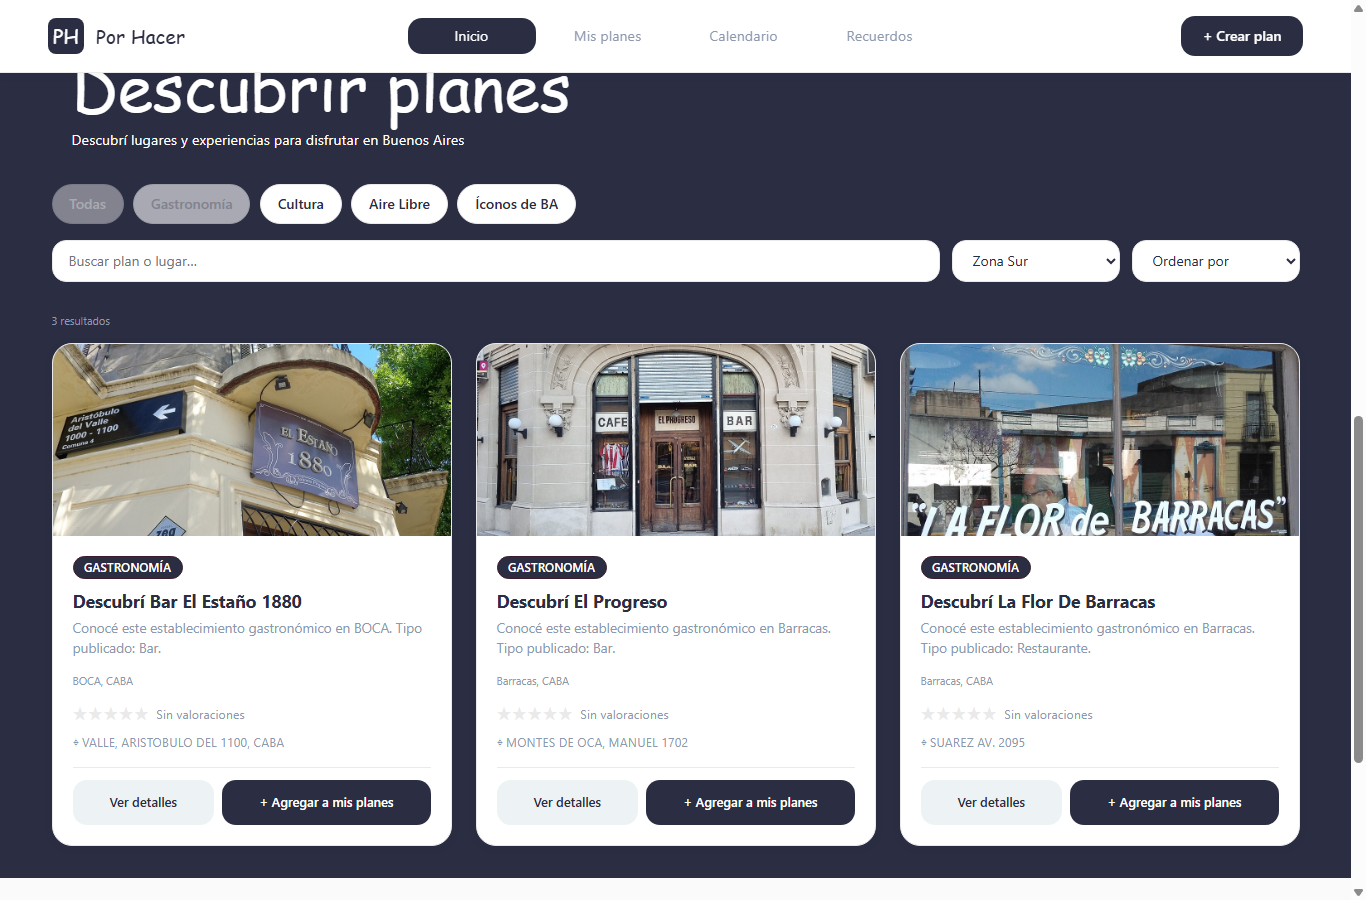 PH Por Hacer
Inicio
Mis planes
Calendario
Recuerdos
+ Crear plan
Descubrir planes
Descubrí lugares y experiencias para disfrutar en Buenos Aires
Todas
Gastronomía
Cultura
Aire Libre
Íconos de BA
Buscar plan o lugar...
Zona Sur
Ordenar por
3 resultados
Aristóbulo
del Valle
1000 - 1100
Comuna 4
EL ESTAÑO
1880
GASTRONOMÍA
Descubrí Bar El Estaño 1880
Conocé este establecimiento gastronómico en BOCA. Tipo
publicado: Bar.
BOCA, CABA
Sin valoraciones
⌖ VALLE, ARISTOBULO DEL 1100, CABA
Ver detalles
+ Agregar a mis planes
CAFE
EL PROGRESO
BAR
GASTRONOMÍA
Descubrí El Progreso
Conocé este establecimiento gastronómico en Barracas.
Tipo publicado: Bar.
Barracas, CABA
Sin valoraciones
⌖ MONTES DE OCA, MANUEL 1702
Ver detalles
+ Agregar a mis planes
"LA FLOR de BARRACAS"
GASTRONOMÍA
Descubrí La Flor De Barracas
Conocé este establecimiento gastronómico en Barracas.
Tipo publicado: Restaurante.
Barracas, CABA
Sin valoraciones
⌖ SUAREZ AV. 2095
Ver detalles
+ Agregar a mis planes